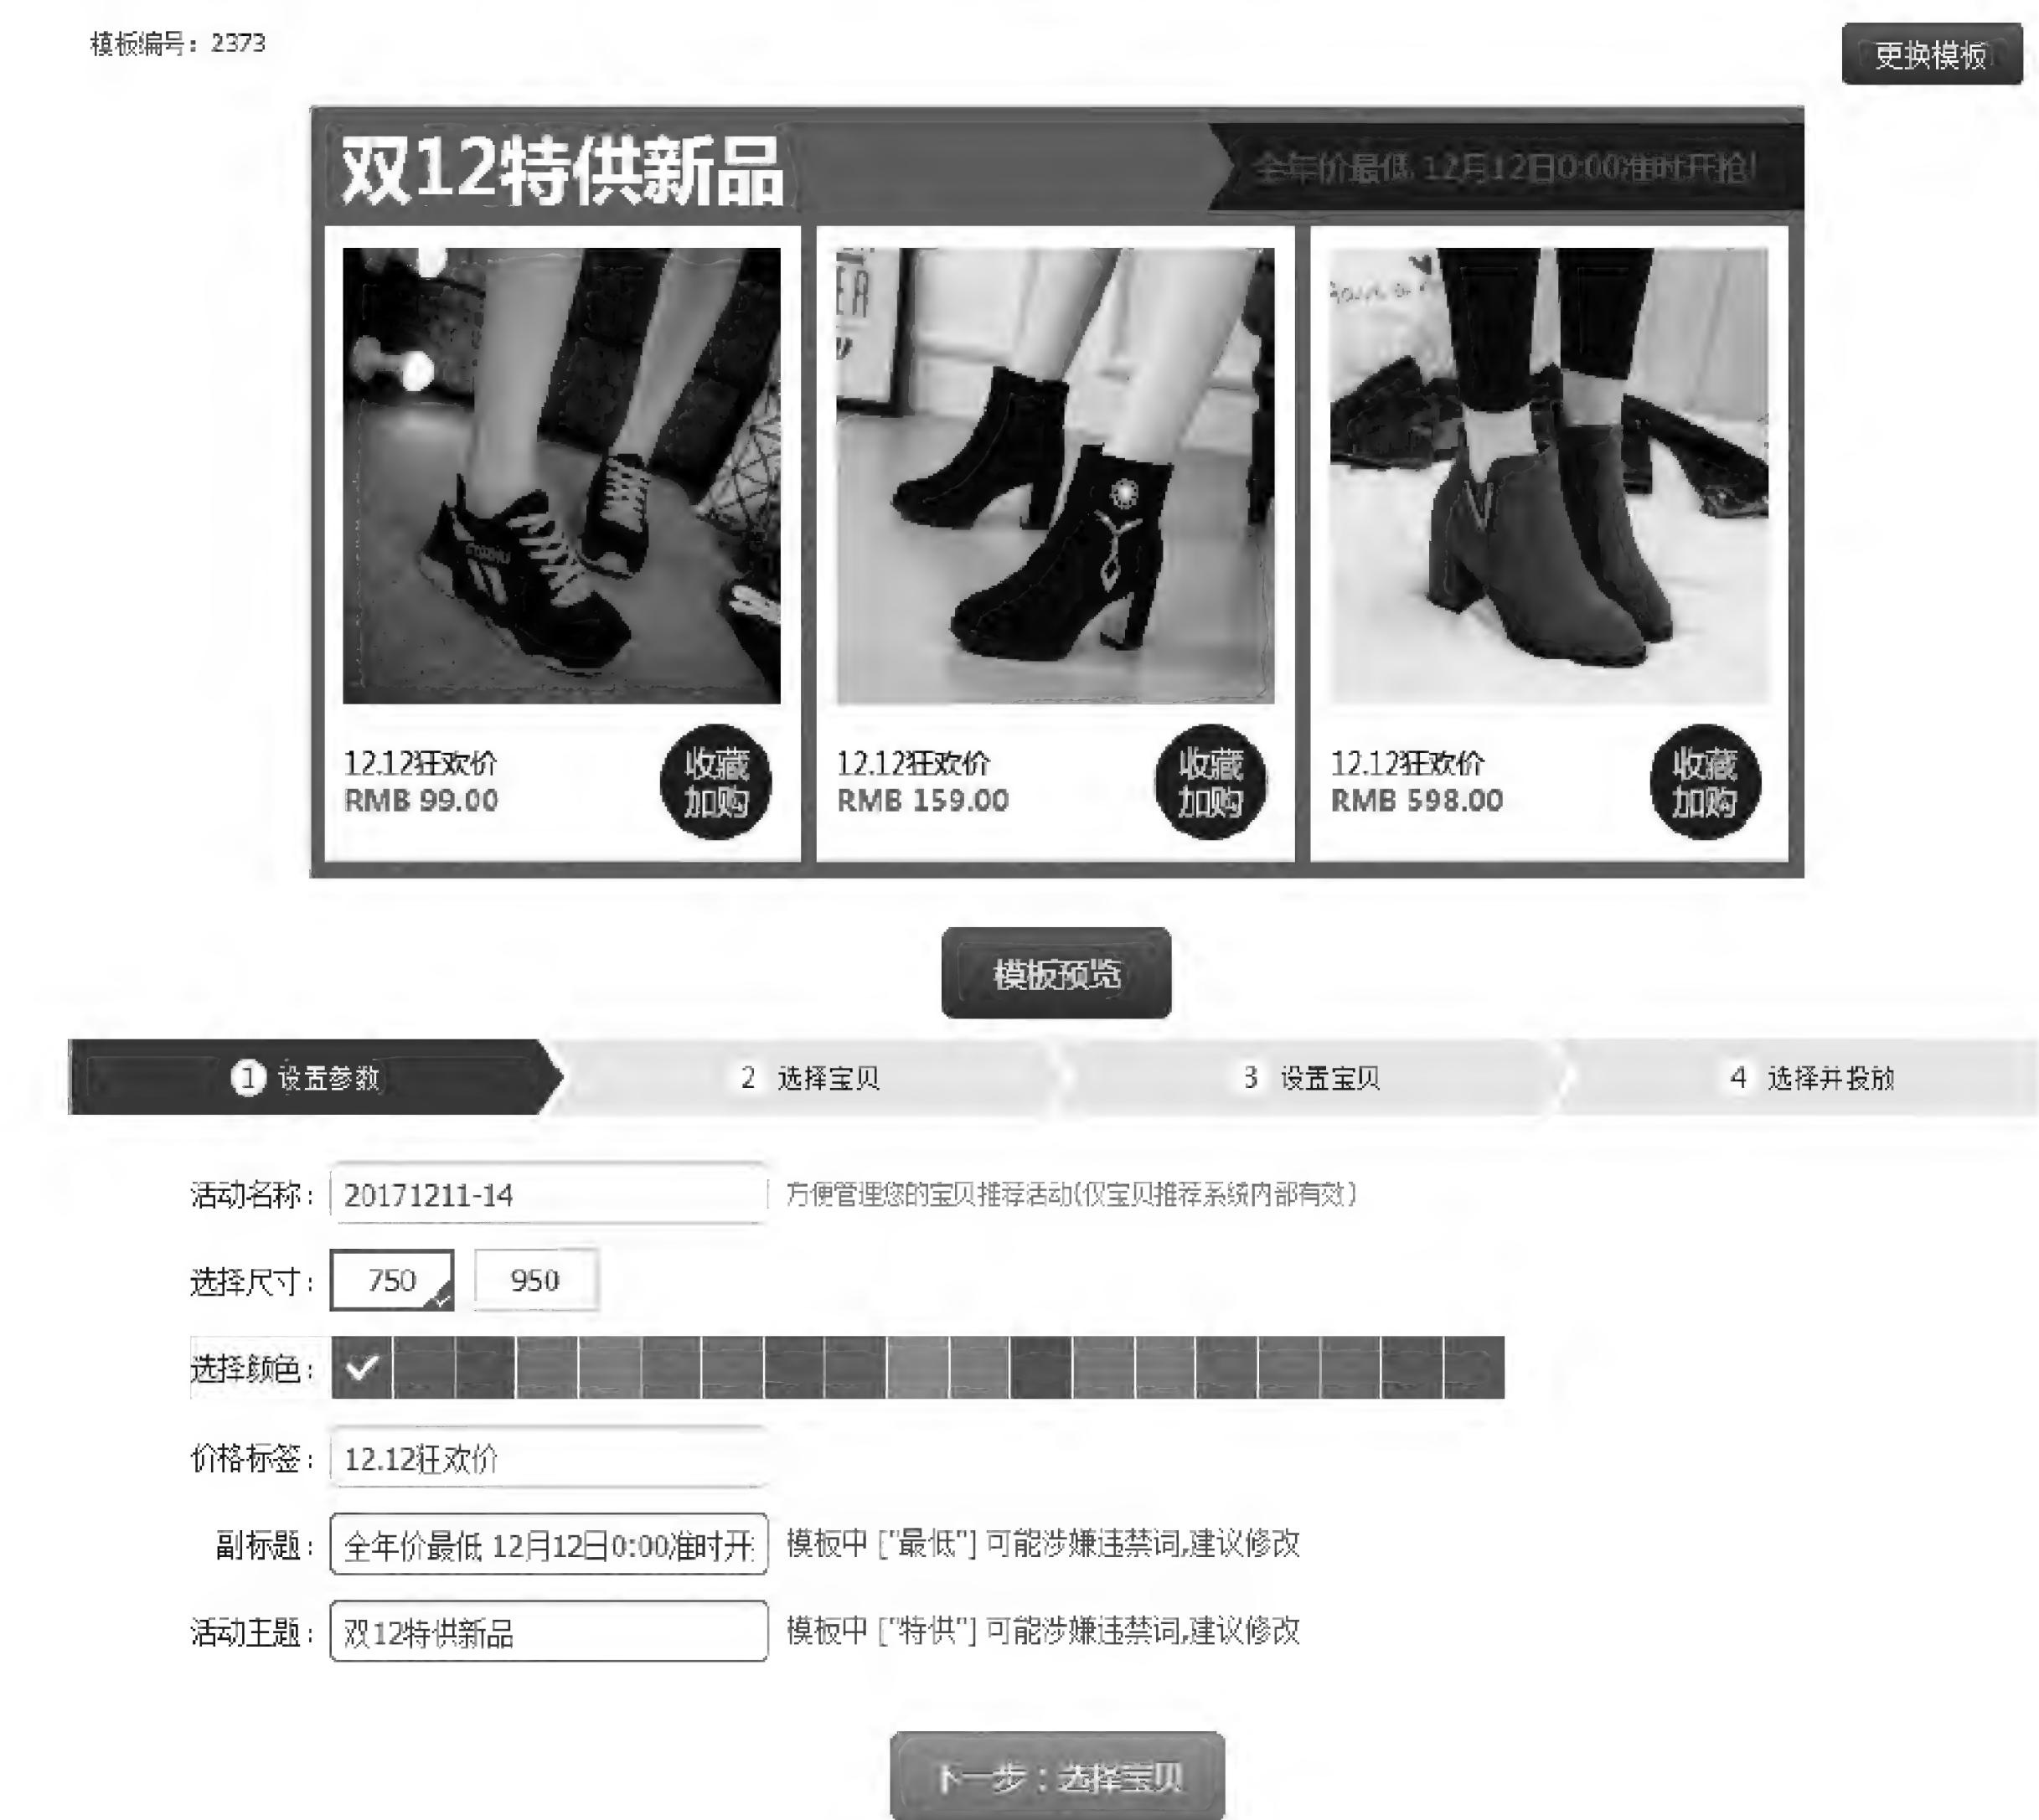 模板编号：2373
更换模板
双12特供新品
全年价最低 12月12日0:00准时开抢!
12.12狂欢价
RMB 99.00
收藏
加购
12.12狂欢价
RMB 159.00
收藏
加购
12.12狂欢价
RMB 598.00
收藏
加购
模板预览
1 设置参数
2 选择宝贝
3 设置宝贝
4 选择并投放
活动名称： 20171211-14 方便管理您的宝贝推荐活动(仅宝贝推荐系统内部有效)
选择尺寸： 750 950
选择颜色：
价格标签： 12.12狂欢价
副标题： 全年价最低 12月12日0:00准时开 模板中 ["最低"] 可能涉嫌违禁词,建议修改
活动主题： 双12特供新品 模板中 ["特供"] 可能涉嫌违禁词,建议修改
下一步：选择宝贝